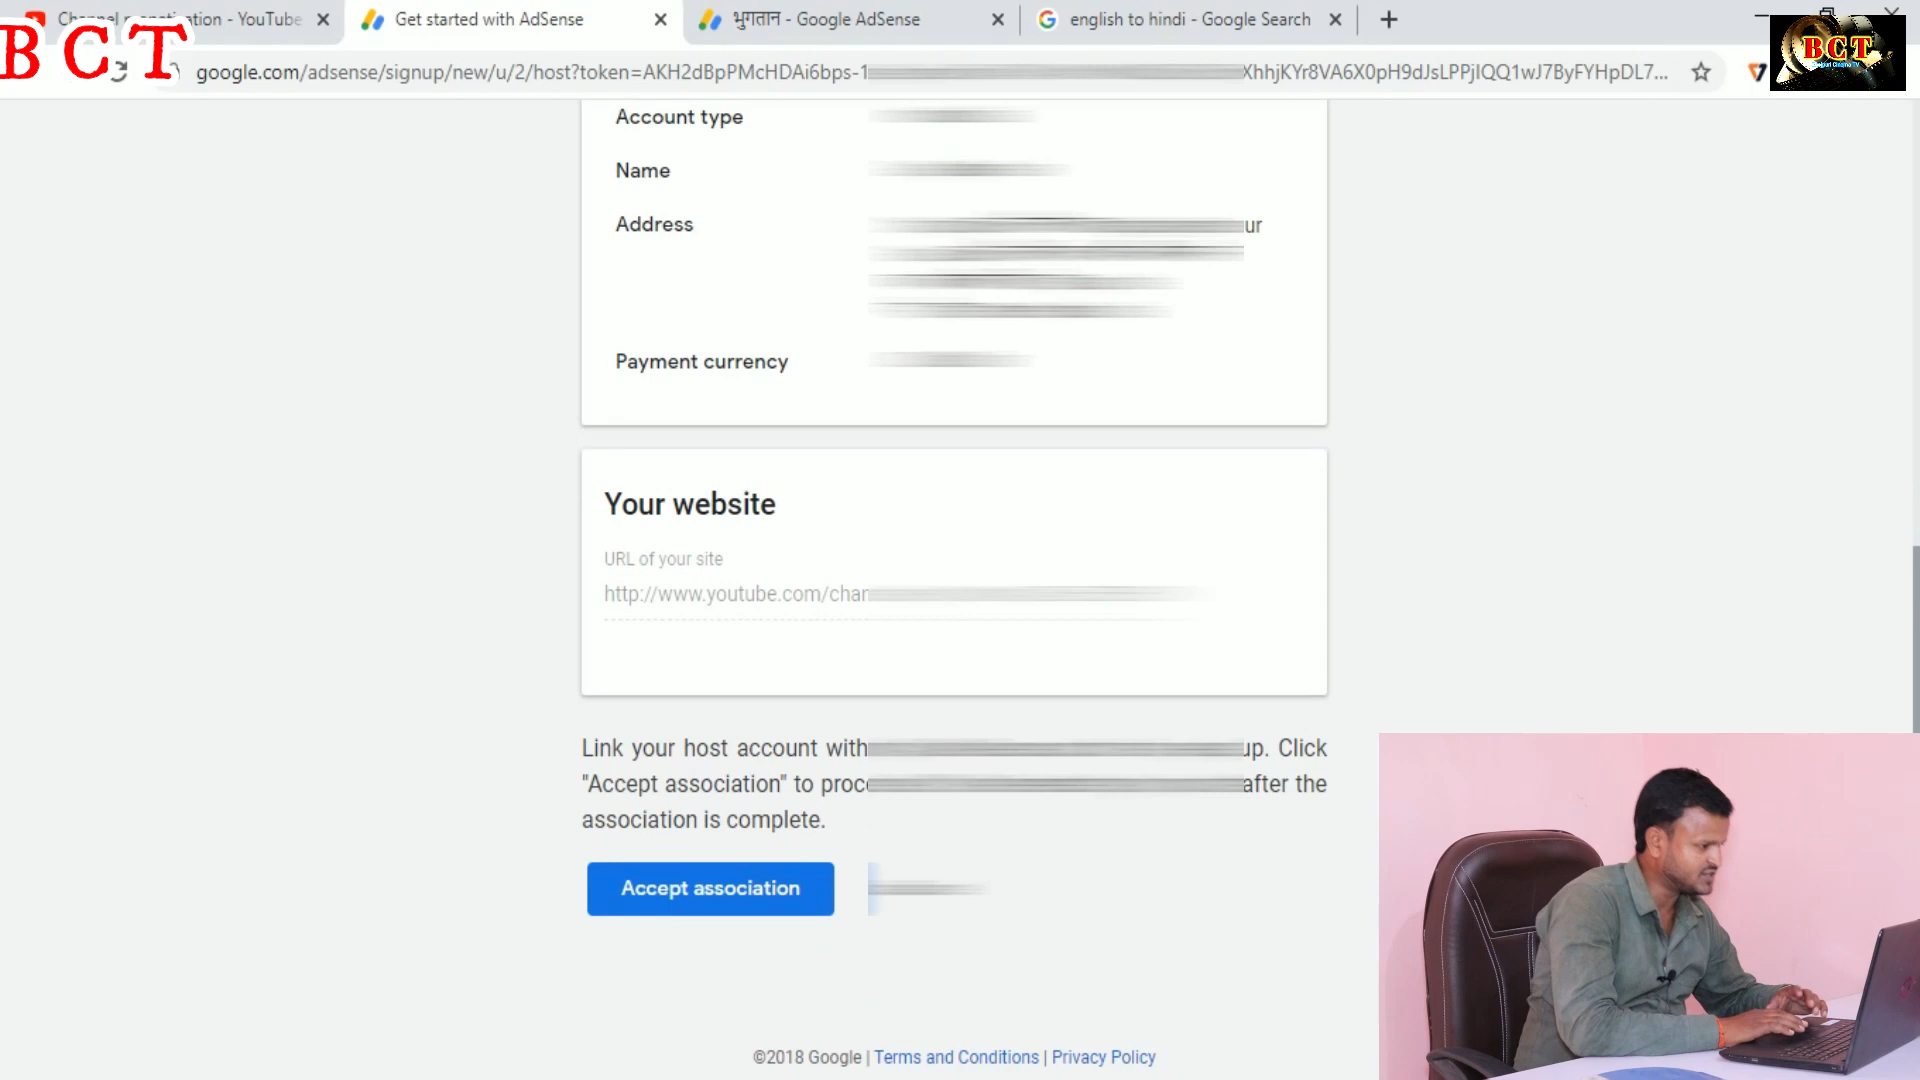 Channel monetization - YouTube
Get started with AdSense
भुगतान - Google AdSense
english to hindi - Google Search
BCT
google.com/adsense/signup/new/u/2/host?token=AKH2dBpPMcHDAi6bps-1
XhhjKYr8VA6X0pH9dJsLPPjIQQ1wJ7ByFYHpDL7...
BCT
Account type
Name
Address
ur
Payment currency
Your website
URL of your site
http://www.youtube.com/chan
Link your host account with up. Click
"Accept association" to proc after the
association is complete.
Accept association
©2018 Google | Terms and Conditions | Privacy Policy